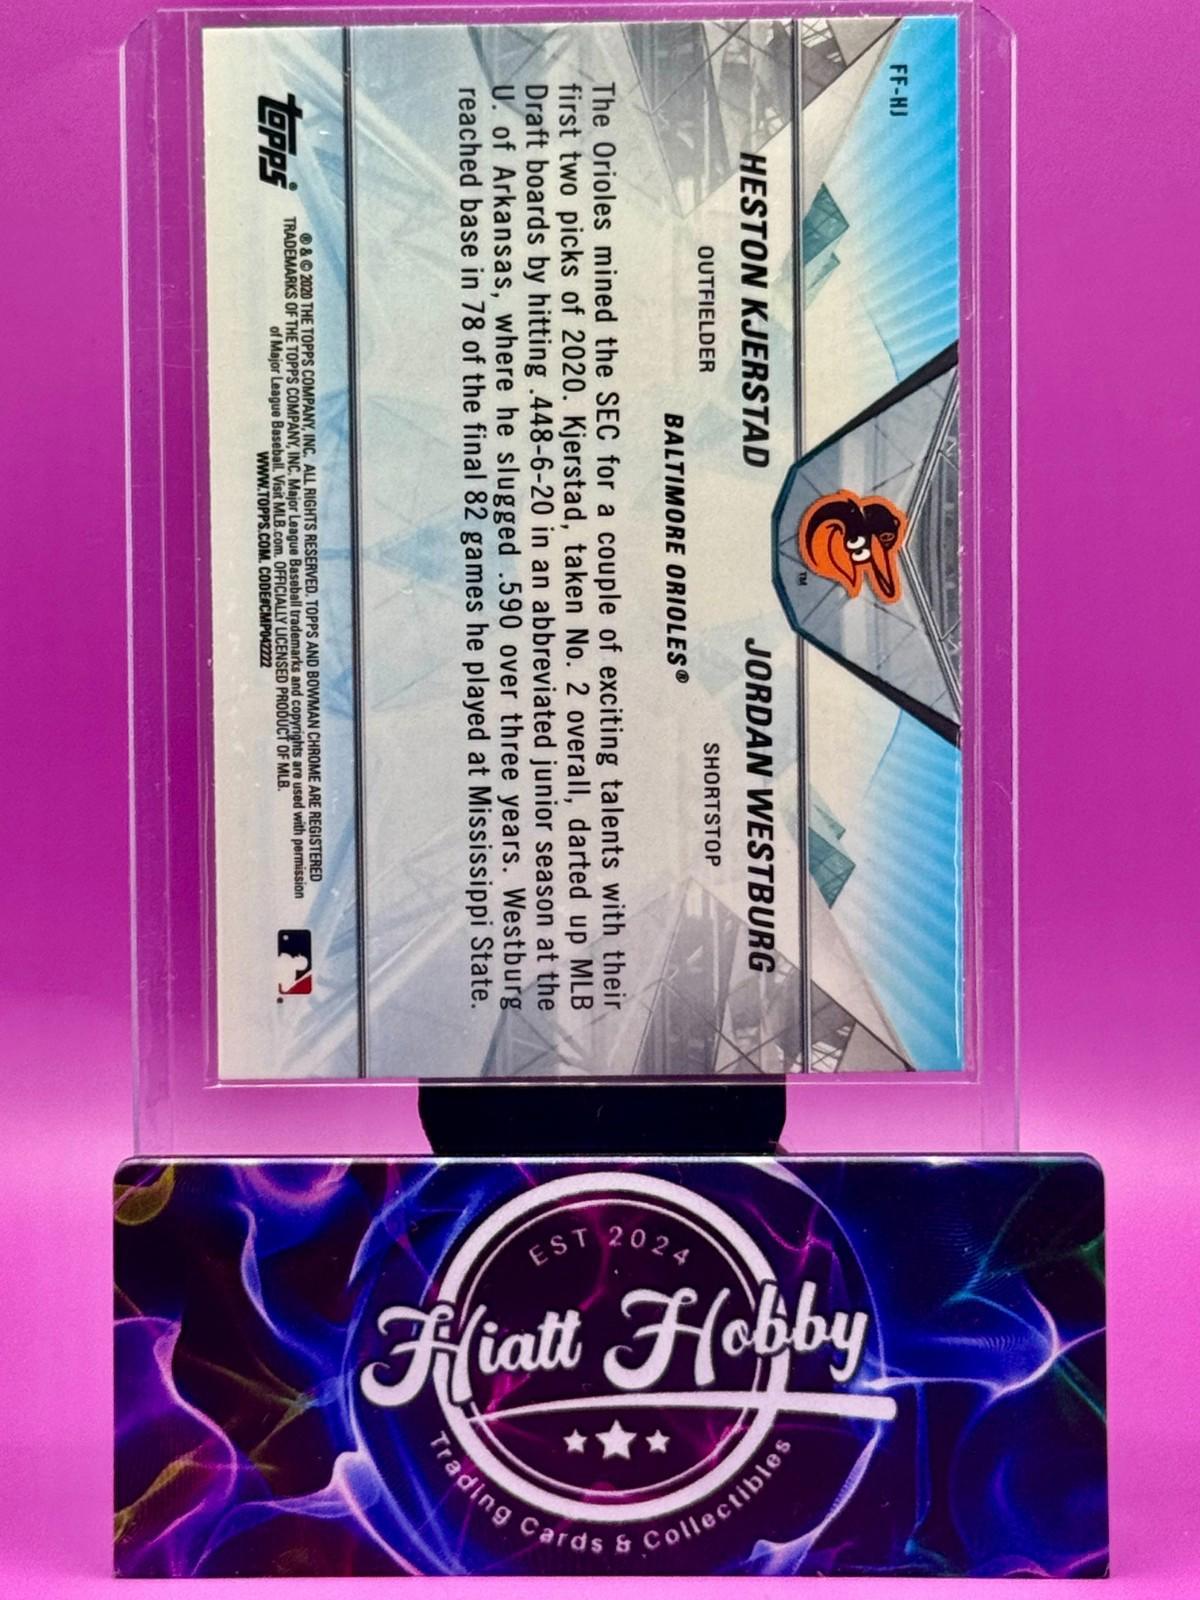 FF-HJ
HESTON KJERSTAD
OUTFIELDER
JORDAN WESTBURG
SHORTSTOP
TM
BALTIMORE ORIOLES®
The Orioles mined the SEC for a couple of exciting talents with their
first two picks of 2020. Kjerstad, taken No. 2 overall, darted up MLB
Draft boards by hitting .448-6-20 in an abbreviated junior season at the
U. of Arkansas, where he slugged .590 over three years. Westburg
reached base in 78 of the final 82 games he played at Mississippi State.
topps®
® & © 2020 THE TOPPS COMPANY, INC. ALL RIGHTS RESERVED. TOPPS AND BOWMAN CHROME ARE REGISTERED
TRADEMARKS OF THE TOPPS COMPANY, INC. Major League Baseball trademarks and copyrights are used with permission
of Major League Baseball. Visit MLB.com. OFFICIALLY LICENSED PRODUCT OF MLB.
WWW.TOPPS.COM. CODE#CMP042222
EST 2024
Hiatt Hobby
Trading Cards & Collectibles